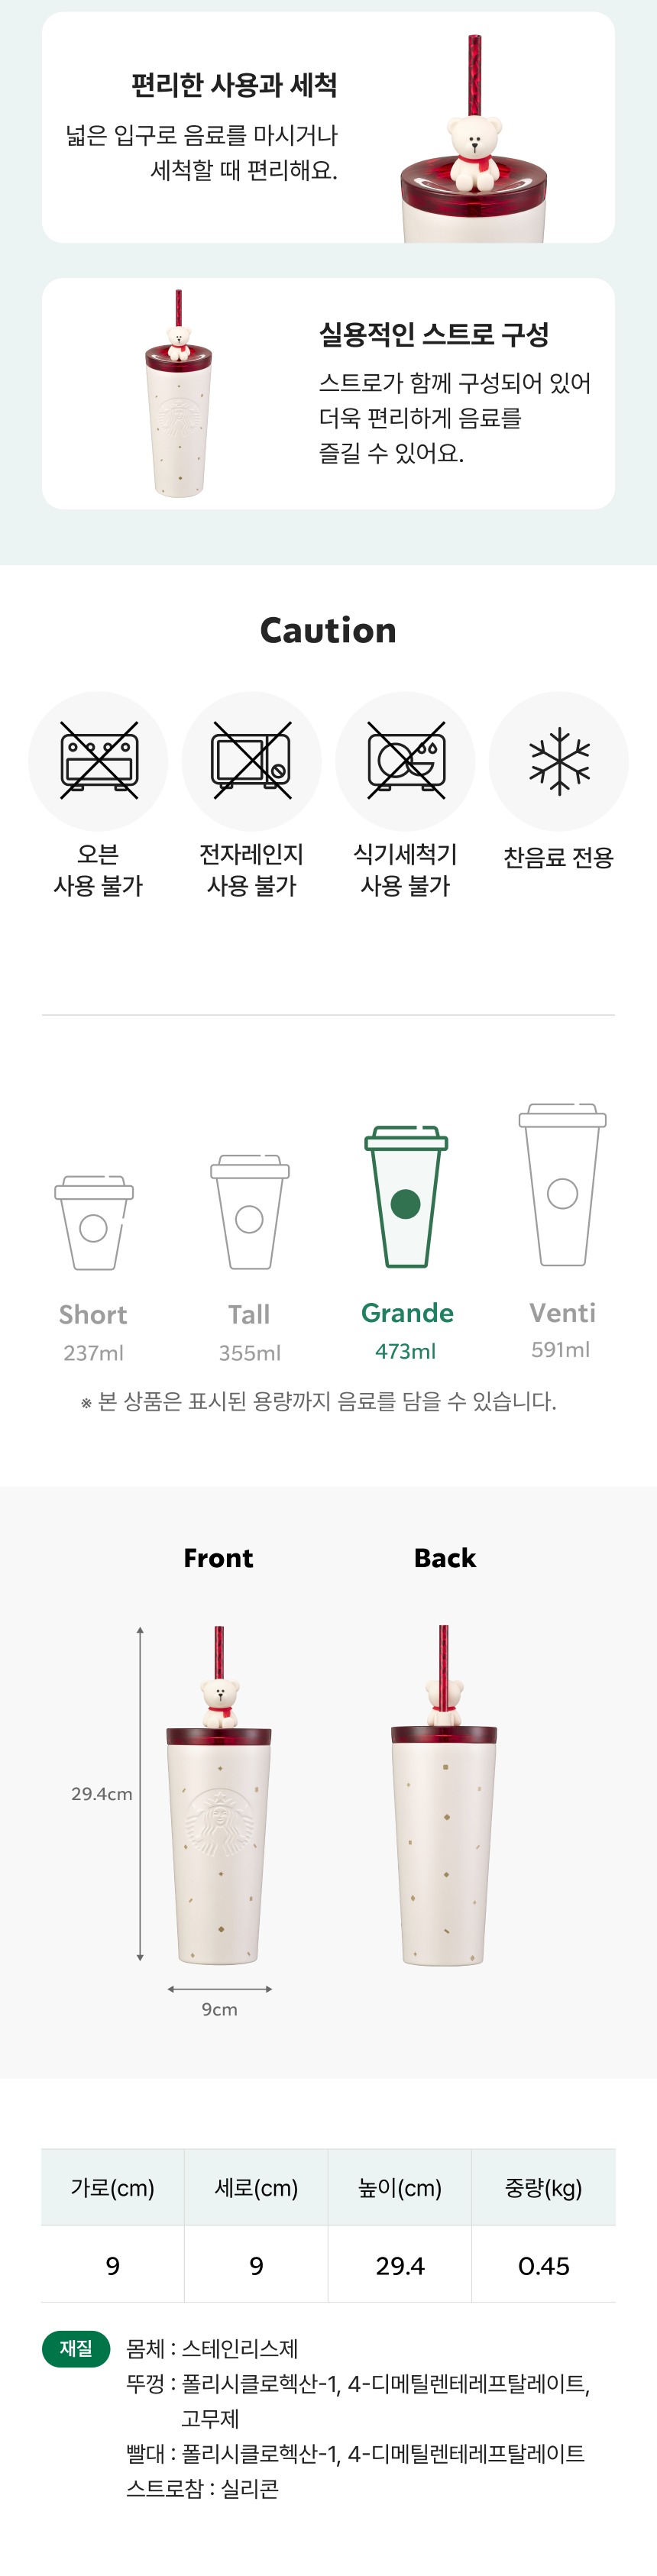 편리한 사용과 세척
넓은 입구로 음료를 마시거나
세척할 때 편리해요.
실용적인 스트로 구성
스트로가 함께 구성되어 있어
더욱 편리하게 음료를
즐길 수 있어요.
Caution
오븐
사용 불가
전자레인지
사용 불가
식기세척기
사용 불가
찬음료 전용
Short
237ml
Tall
355ml
Grande
473ml
Venti
591ml
※ 본 상품은 표시된 용량까지 음료를 담을 수 있습니다.
Front
Back
29.4cm
9cm
가로(cm) 세로(cm) 높이(cm) 중량(kg)
9 9 29.4 0.45
재질
몸체 : 스테인리스제
뚜껑 : 폴리시클로헥산-1, 4-디메틸렌테레프탈레이트,
고무제
빨대 : 폴리시클로헥산-1, 4-디메틸렌테레프탈레이트
스트로참 : 실리콘